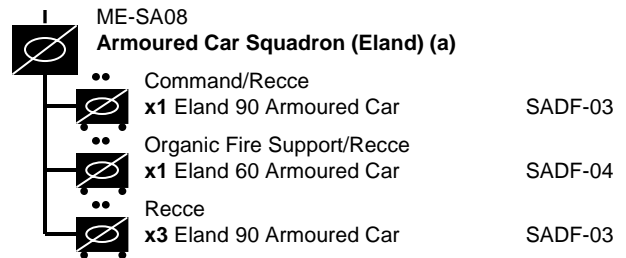 ME-SA08
Armoured Car Squadron (Eland) (a)
Command/Recce
x1 Eland 90 Armoured Car SADF-03
Organic Fire Support/Recce
x1 Eland 60 Armoured Car SADF-04
Recce
x3 Eland 90 Armoured Car SADF-03